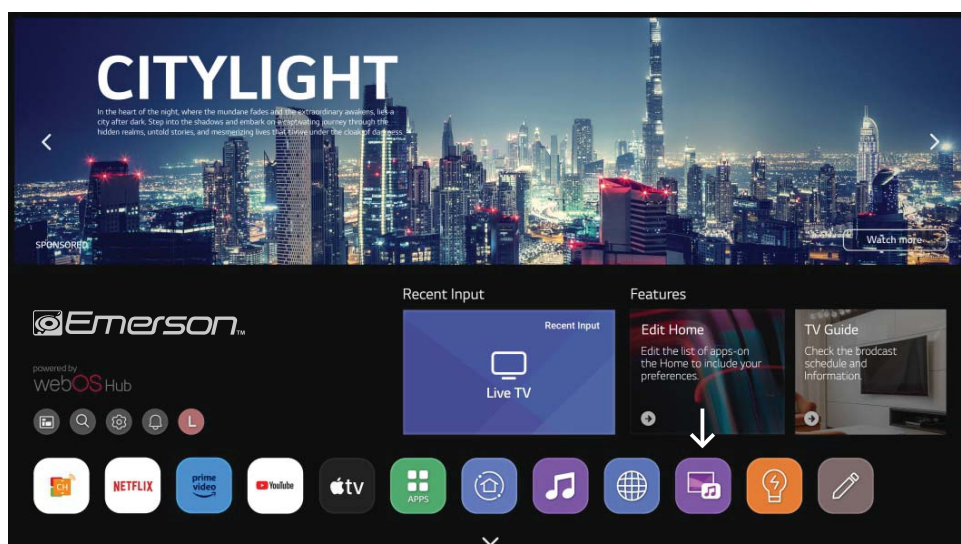 CITYLIGHT
In the heart of the night, where the mundane fades and the extraordinary awakens, lies a
city after dark. Step into the shadows and embark on a captivating journey through the
hidden realms, untold stories, and mesmerizing lives that thrive under the cloak of darkness.
SPONSORED
Watch more
Emerson™
powered by
webOS Hub
L
Recent Input
Recent Input
Live TV
Features
Edit Home
Edit the list of apps-on
the Home to include your
preferences.
TV Guide
Check the brodcast
schedule and
Information.
CH
NETFLIX
prime
video
YouTube
tv
APPS